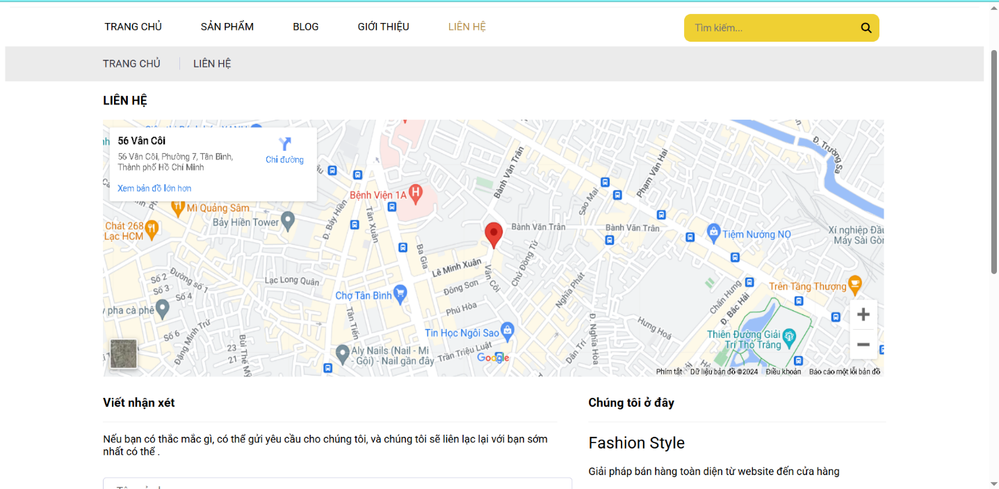 TRANG CHỦ
SẢN PHẨM
BLOG
GIỚI THIỆU
LIÊN HỆ
Tìm kiếm...
TRANG CHỦ
LIÊN HỆ
LIÊN HỆ
56 Vân Côi
56 Vân Côi, Phường 7, Tân Bình,
Thành phố Hồ Chí Minh
Chỉ đường
Xem bản đồ lớn hơn
Đ. Trường Sa
Phạm Văn Hai
Bành Văn Trân
Bệnh Viện 1A
Sao Mai
Mì Quảng Sâm
Bảy Hiền Tower
Đ. Bảy Hiền
Tân Xuân
Chát 268
Lạc HCM
Bành Văn Trân
Bành Văn Trân
Tiệm Nướng NO
Xí nghiệp Đầu
Máy Sài Gòn
Ba Gia
Lê Minh Xuân
Vân Côi
Chử Đồng Tử
Đường số 1
Số 2
Số 3
Số 4
Lạc Long Quân
Chợ Tân Bình
Đông Sơn
Nghĩa Phát
Chấn Hưng
Đ. Bắc Hải
Trên Tầng Thượng
pha cà phê
Phú Hòa
Tân Tiến
Số 6
Đặng Minh Trứ
Bùi Thế Mỹ
23
21
Tin Học Ngôi Sao
Đ. Nghĩa Hòa
Hưng Hoá
Thiên Đường Giải
Trí Thỏ Trắng
Aly Nails (Nail - Mi
- Gội) - Nail gần đây
Trần Triệu Luật
Dân Trí
Google
Phím tắt
Dữ liệu bản đồ ©2024
Điều khoản
Báo cáo một lỗi bản đồ
Viết nhận xét
Chúng tôi ở đây
Nếu bạn có thắc mắc gì, có thể gửi yêu cầu cho chúng tôi, và chúng tôi sẽ liên lạc lại với bạn sớm
nhất có thể .
Fashion Style
Giải pháp bán hàng toàn diện từ website đến cửa hàng